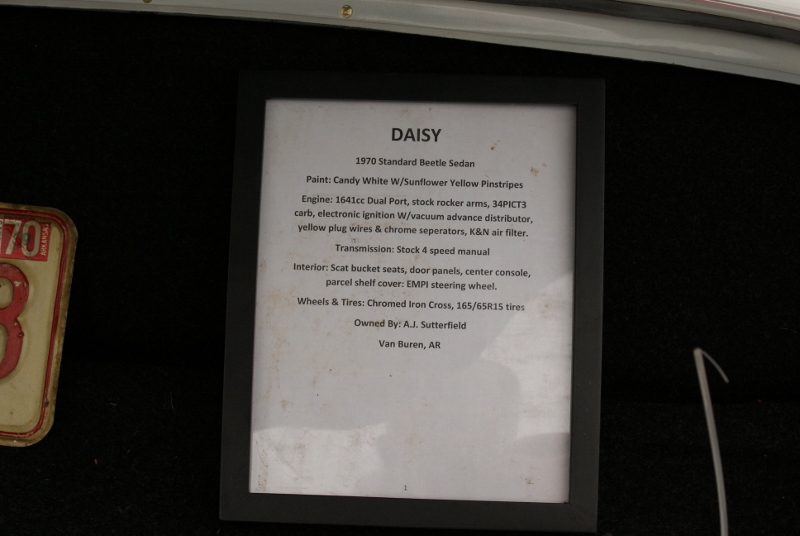 DAISY
1970 Standard Beetle Sedan
Paint: Candy White W/Sunflower Yellow Pinstripes
Engine: 1641cc Dual Port, stock rocker arms, 34PICT3
carb, electronic ignition W/vacuum advance distributor,
yellow plug wires & chrome seperators, K&N air filter.
Transmission: Stock 4 speed manual
Interior: Scat bucket seats, door panels, center console,
parcel shelf cover: EMPI steering wheel.
Wheels & Tires: Chromed Iron Cross, 165/65R15 tires
Owned By: A.J. Sutterfield
Van Buren, AR
1
70
8